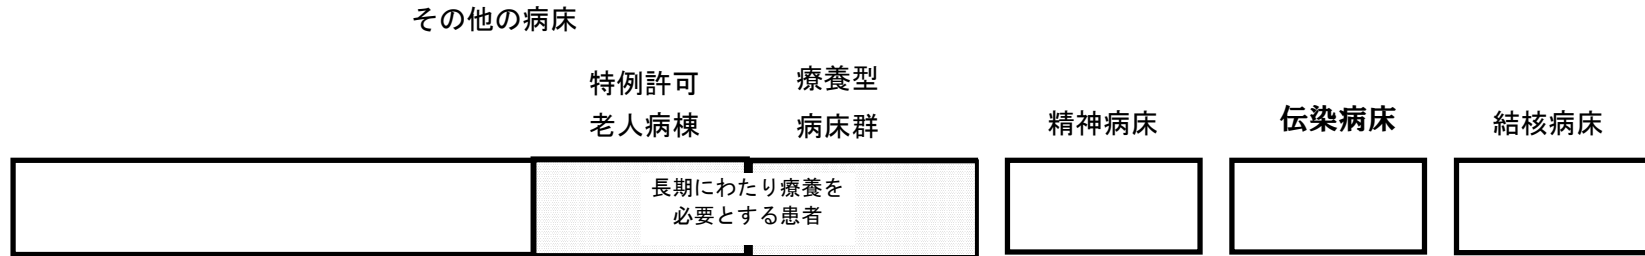 その他の病床
特例許可
老人病棟
療養型
病床群
精神病床
伝染病床
結核病床
長期にわたり療養を
必要とする患者